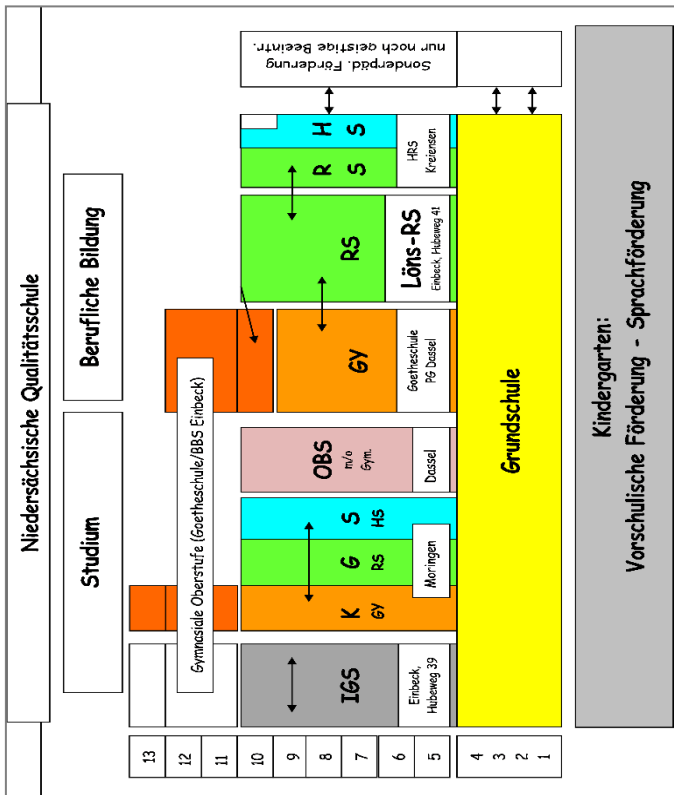 Niedersächsische Qualitätsschule
Studium
Berufliche Bildung
13
12
11
10
9
8
7
6
5
4
3
2
1
Gymnasiale Oberstufe (Goetheschule/BBS Einbeck)
IGS
Einbeck,
Hubeweg 39
K G S
GY RS HS
Moringen
OBS
m/o
Gym.
Dassel
GY
Goetheschule
PG Dassel
RS
Löns-RS
Einbeck, Hubeweg 41
R H
S S
HRS
Kreiensen
Sonderpäd. Förderung
nur noch geistige Beeintr.
Grundschule
Kindergarten:
Vorschulische Förderung - Sprachförderung